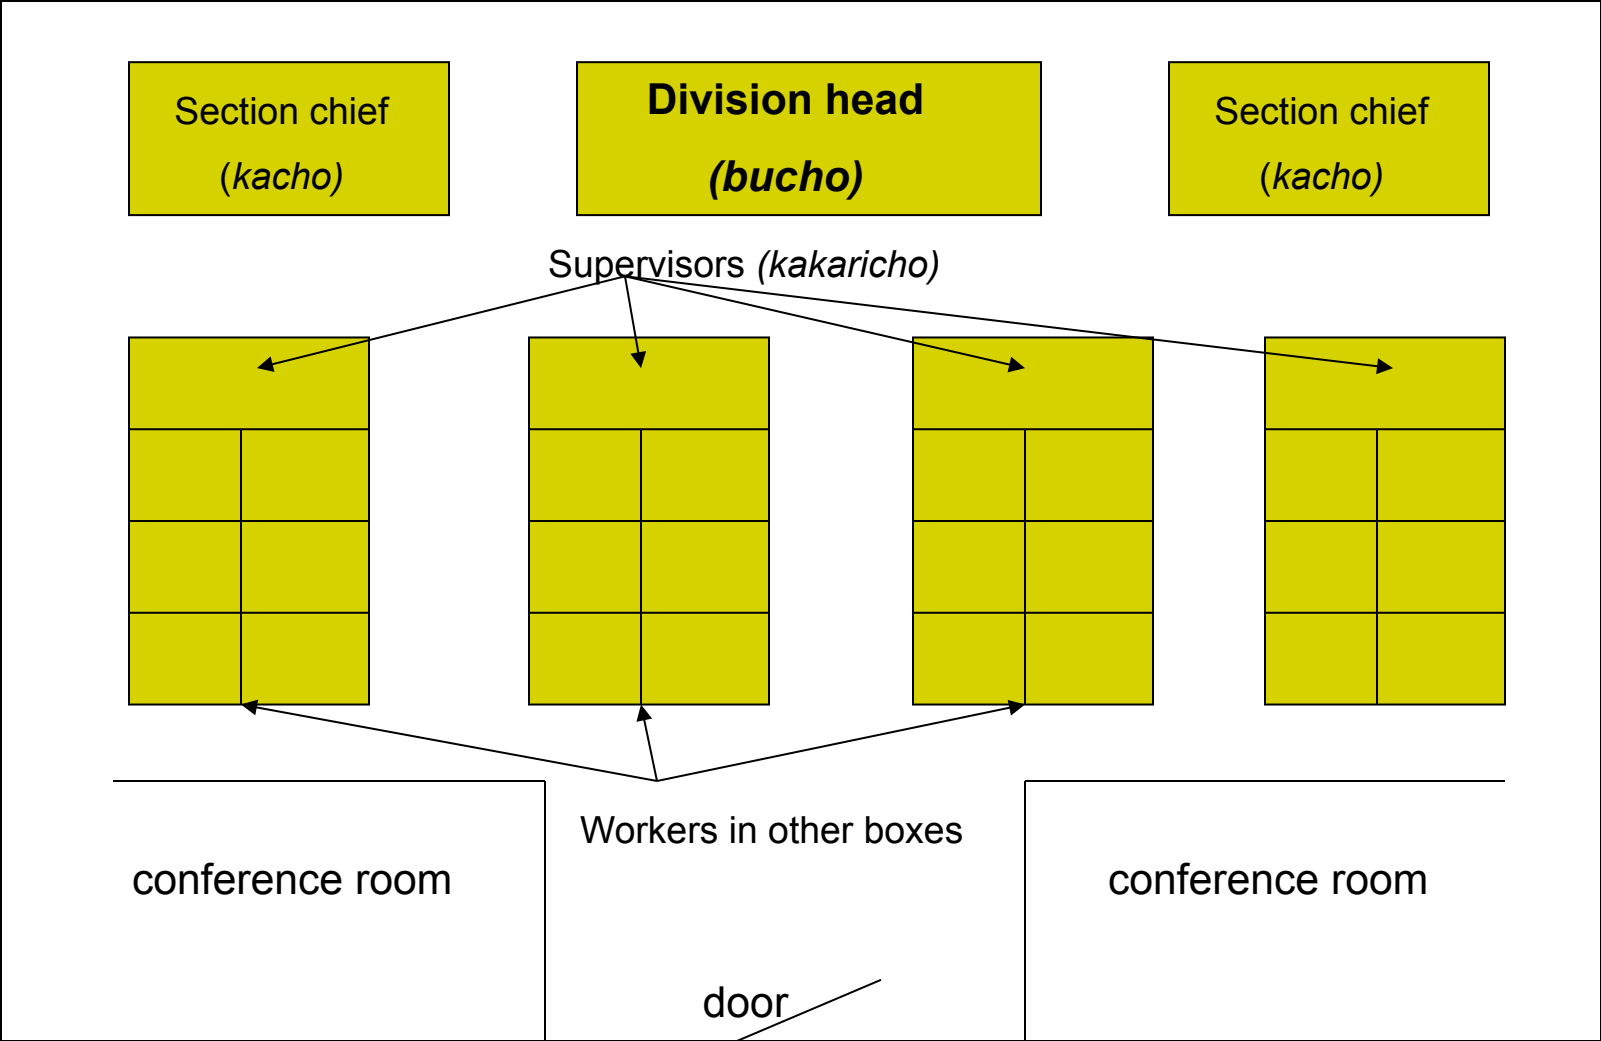 Section chief
(kacho)
Division head
(bucho)
Section chief
(kacho)
Supervisors (kakaricho)
Workers in other boxes
conference room
conference room
door